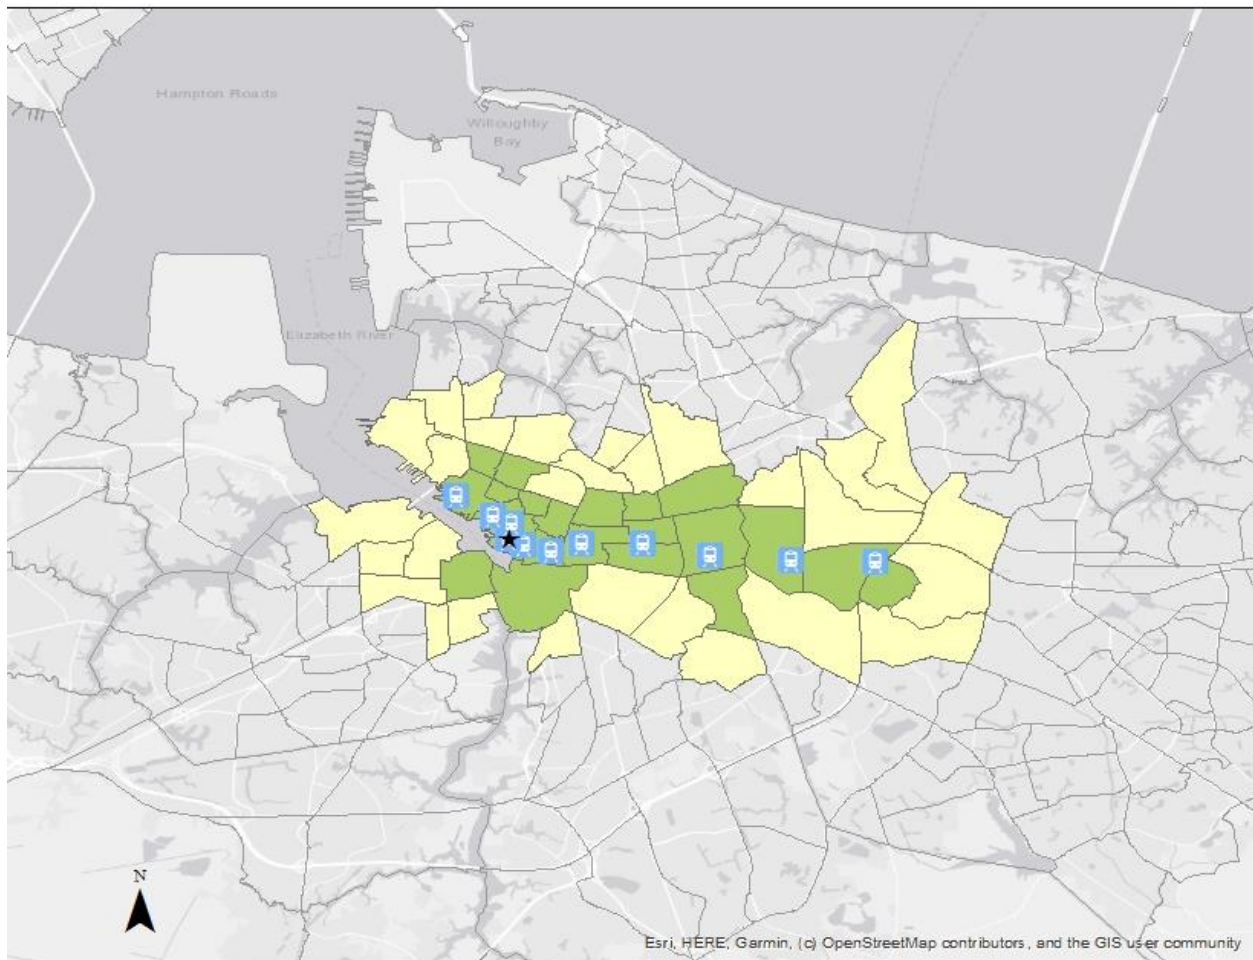 Hampton Roads
Willoughby
Bay
Elizabeth River
N
Esri, HERE, Garmin, (c) OpenStreetMap contributors, and the GIS user community